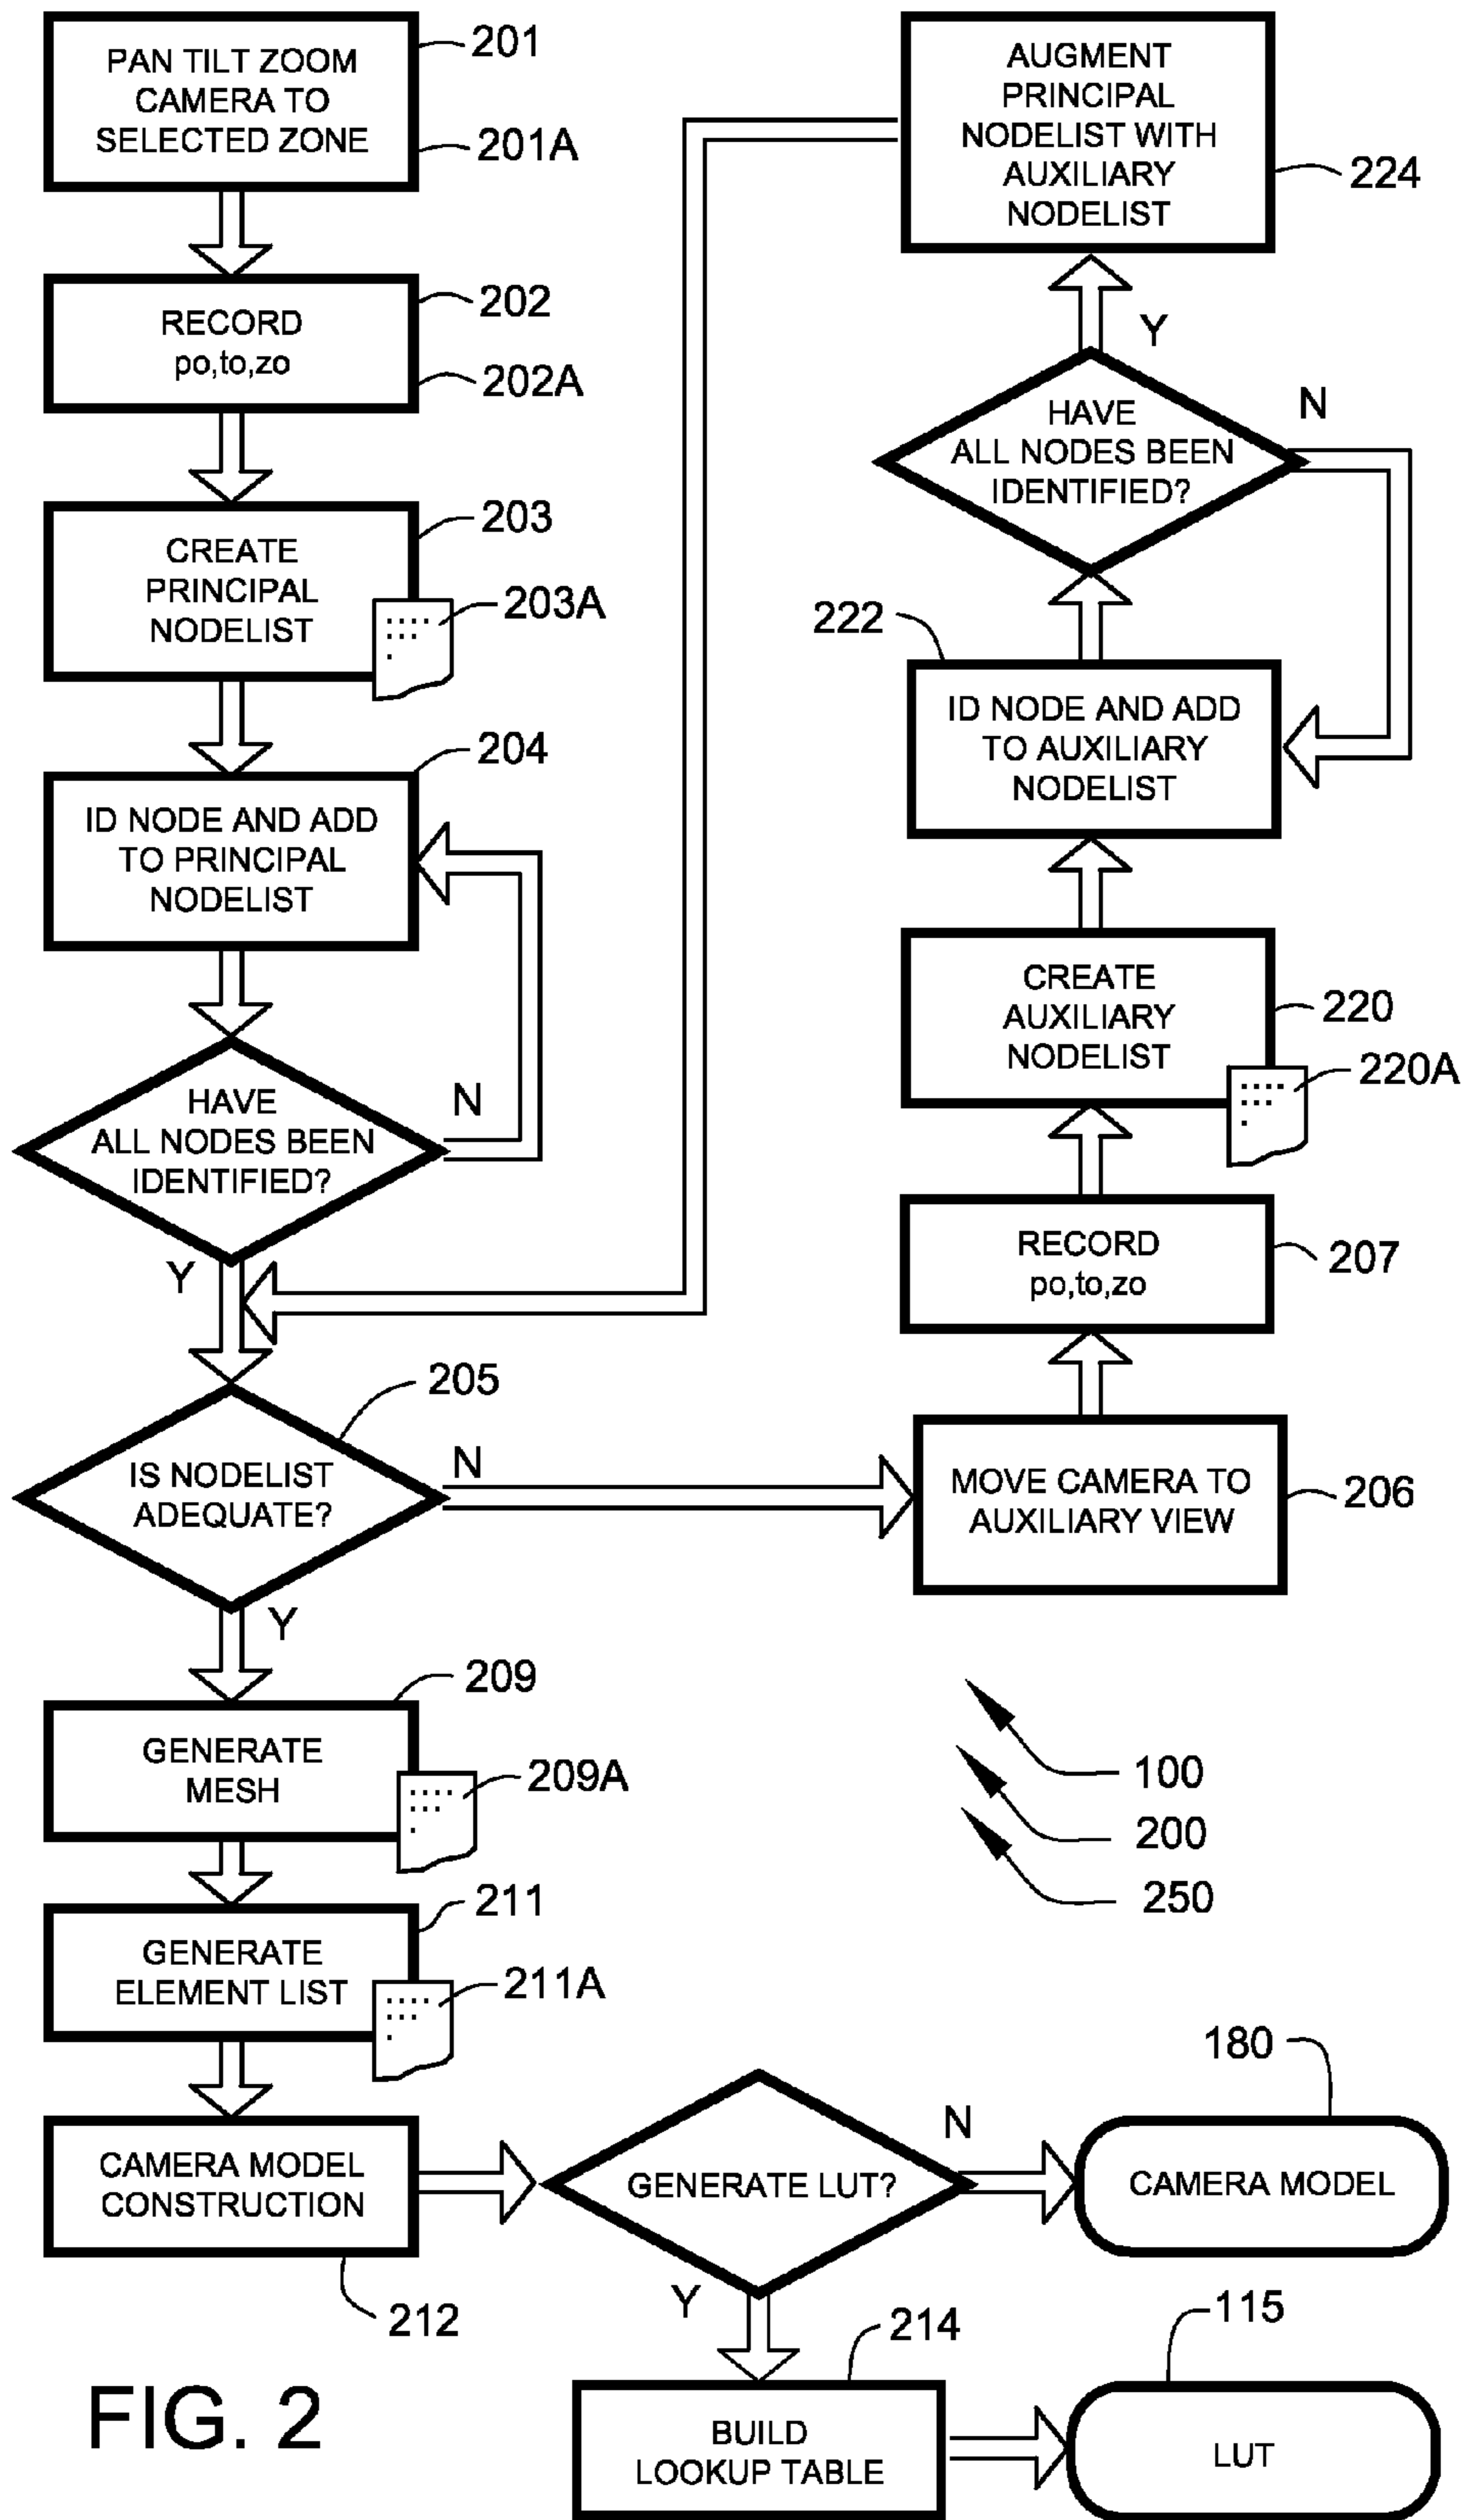 PAN TILT ZOOM
CAMERA TO
SELECTED ZONE
201
201A
RECORD
po,to,zo
202
202A
CREATE
PRINCIPAL
NODELIST
203
203A
ID NODE AND ADD
TO PRINCIPAL
NODELIST
204
HAVE
ALL NODES BEEN
IDENTIFIED?
N
Y
IS NODELIST
ADEQUATE?
205
N
Y
MOVE CAMERA TO
AUXILIARY VIEW
206
RECORD
po,to,zo
207
CREATE
AUXILIARY
NODELIST
220
220A
ID NODE AND ADD
TO AUXILIARY
NODELIST
222
HAVE
ALL NODES BEEN
IDENTIFIED?
N
Y
AUGMENT
PRINCIPAL
NODELIST WITH
AUXILIARY
NODELIST
224
GENERATE
MESH
209
209A
GENERATE
ELEMENT LIST
211
211A
100
200
250
CAMERA MODEL
CONSTRUCTION
212
GENERATE LUT?
N
Y
CAMERA MODEL
180
BUILD
LOOKUP TABLE
214
LUT
115
FIG. 2